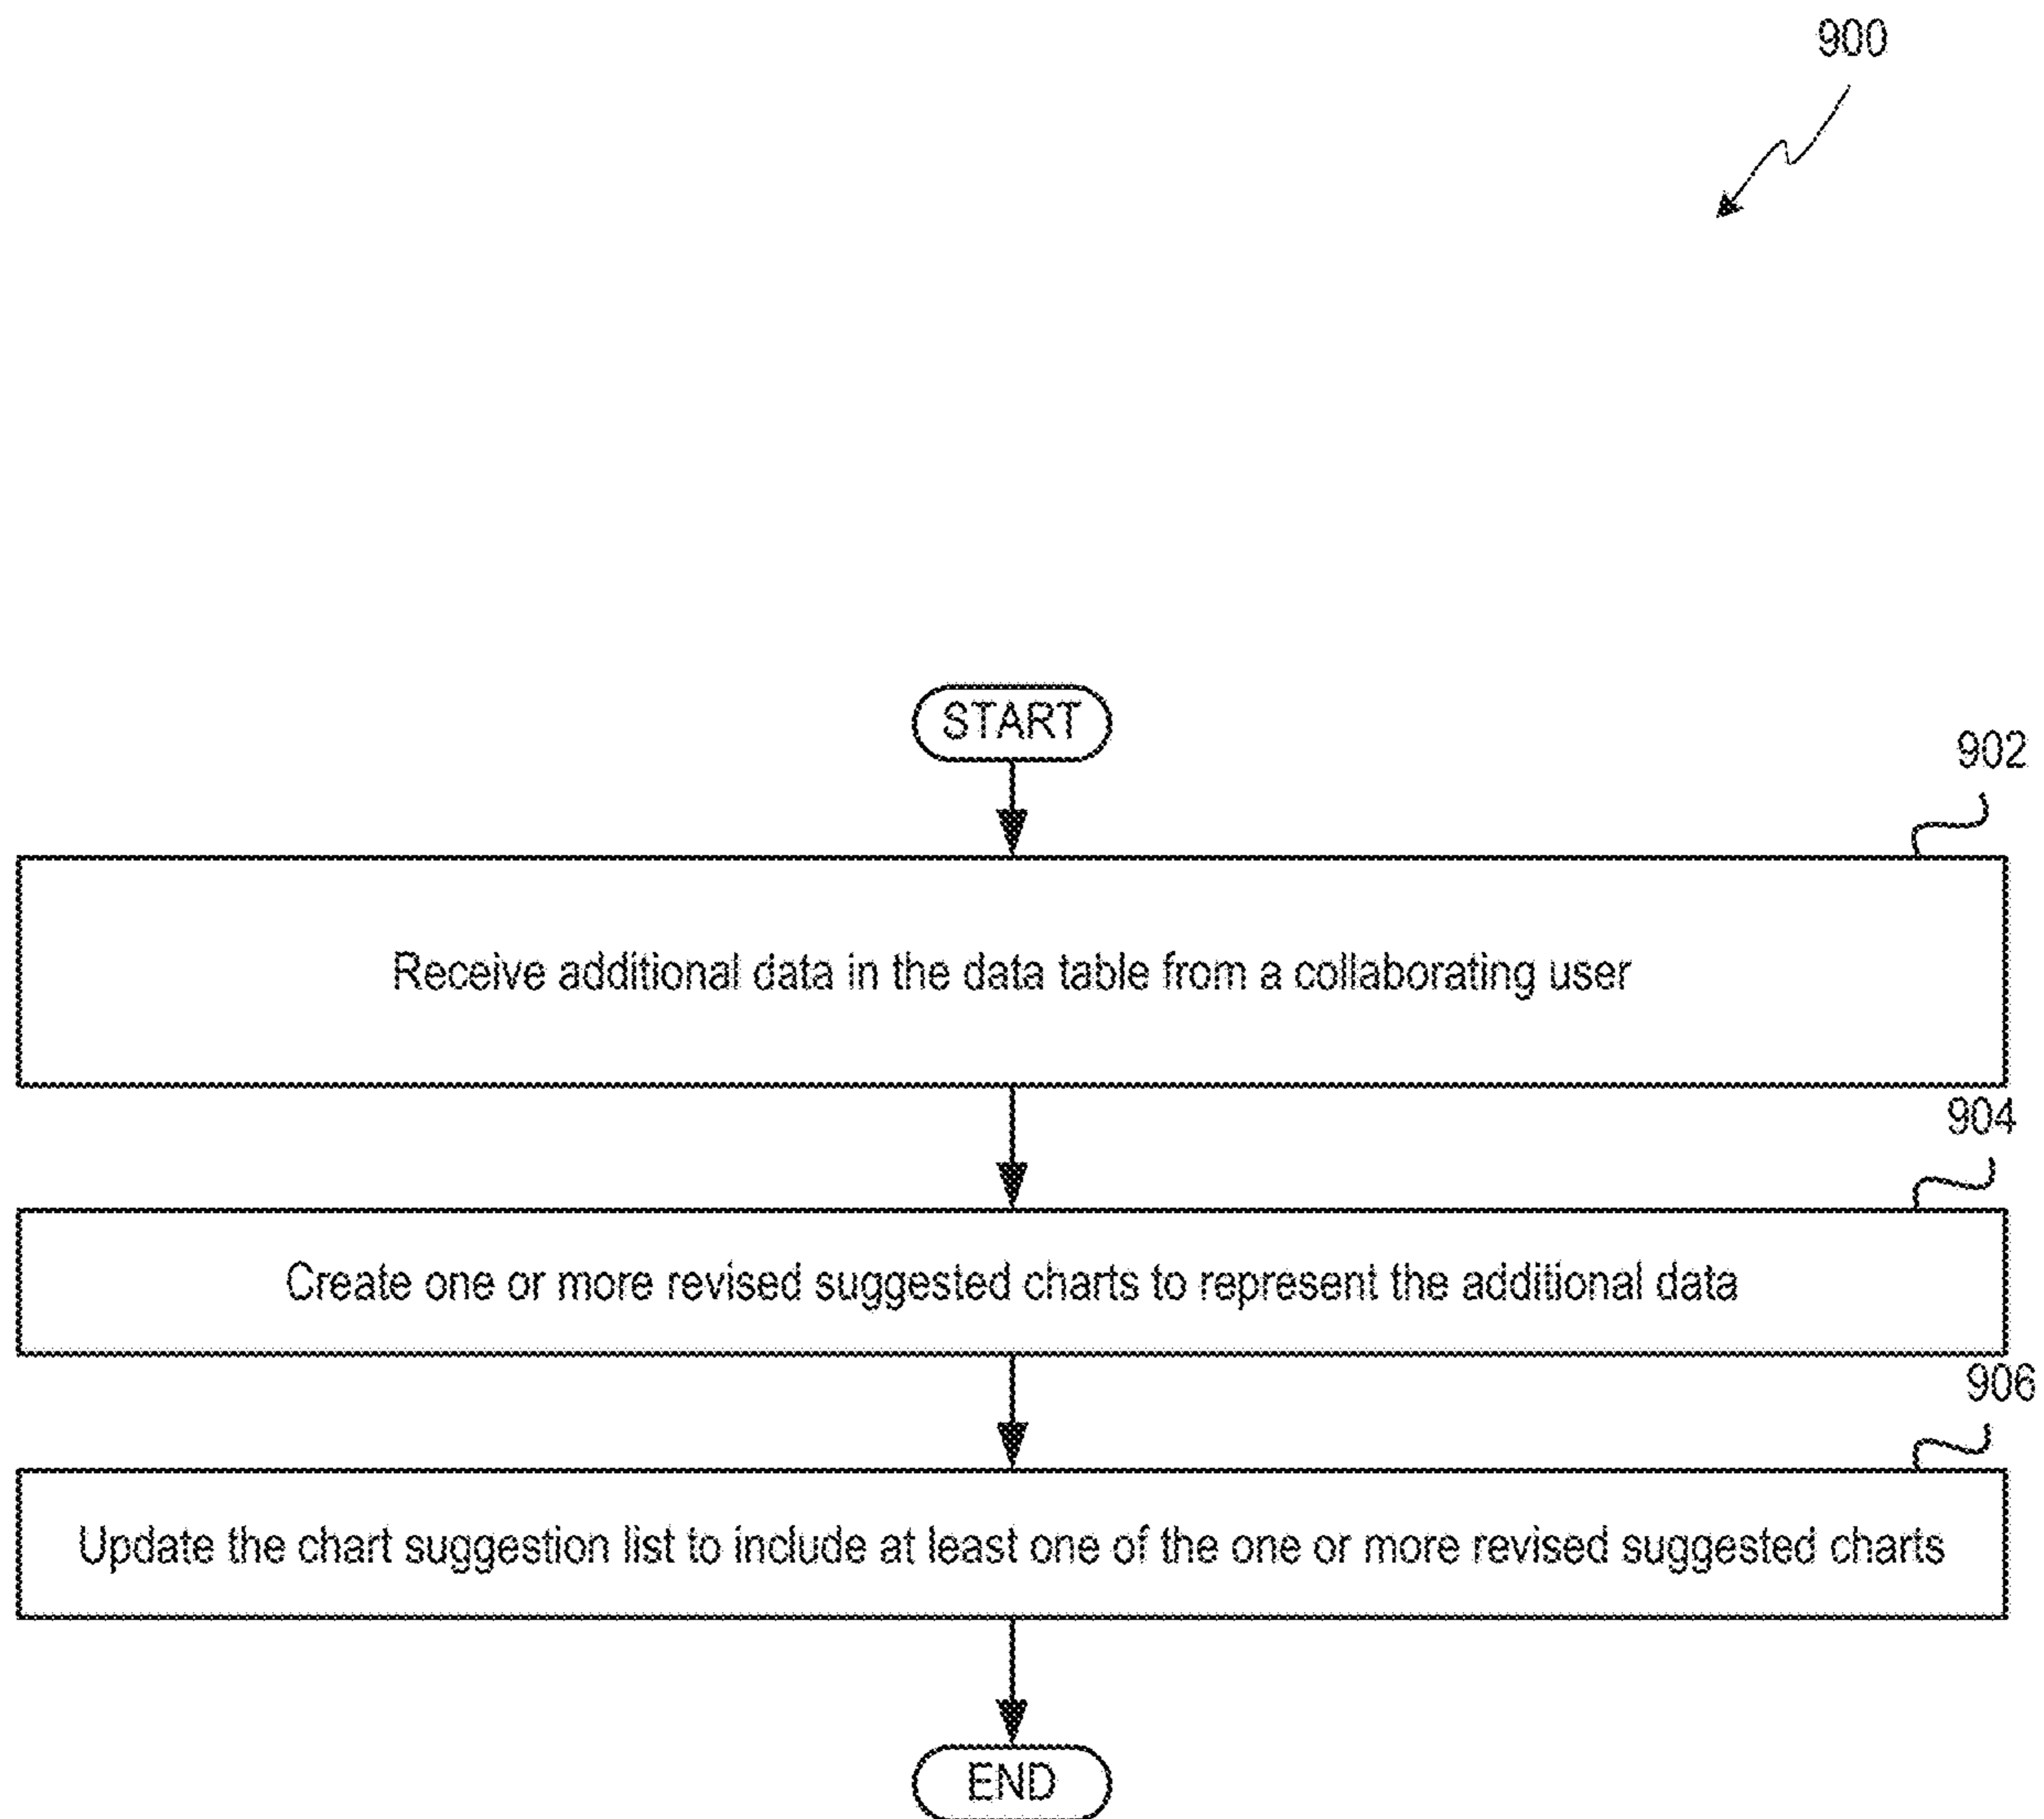 900
START
902
Receive additional data in the data table from a collaborating user
904
Create one or more revised suggested charts to represent the additional data
906
Update the chart suggestion list to include at least one of the one or more revised suggested charts
END